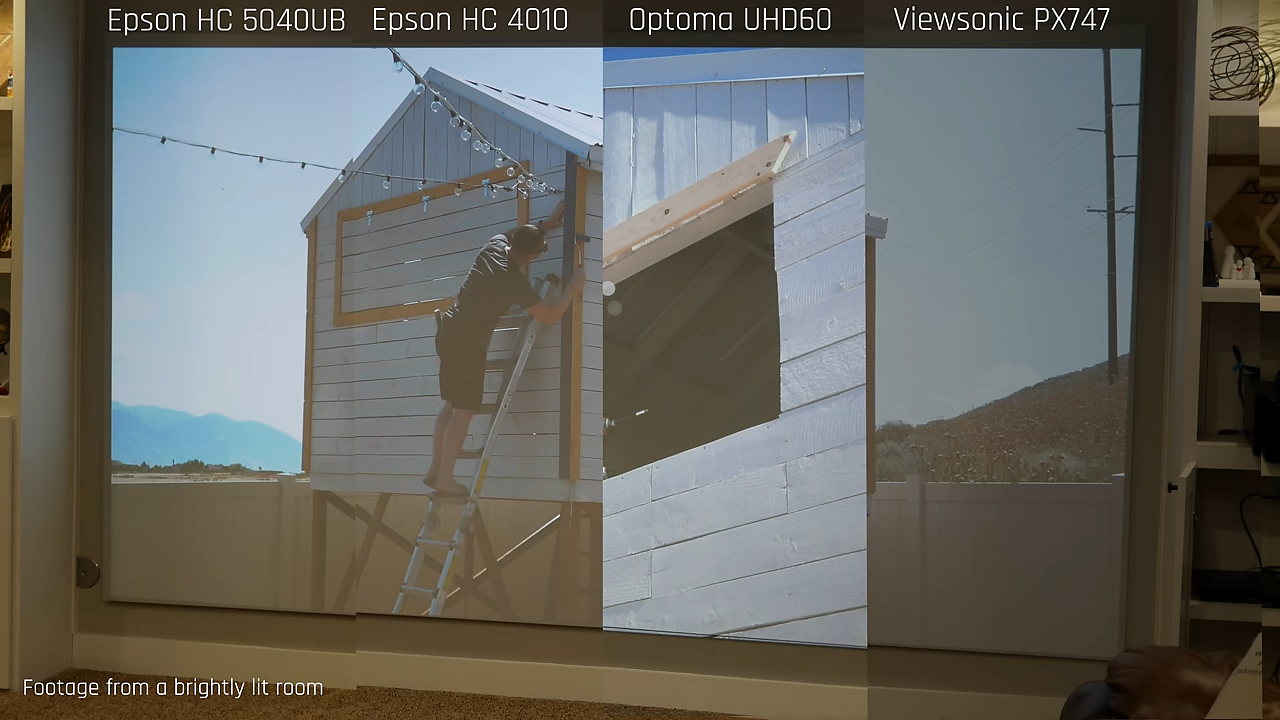 Epson HC 5040UB
Epson HC 4010
Optoma UHD60
Viewsonic PX747
Footage from a brightly lit room